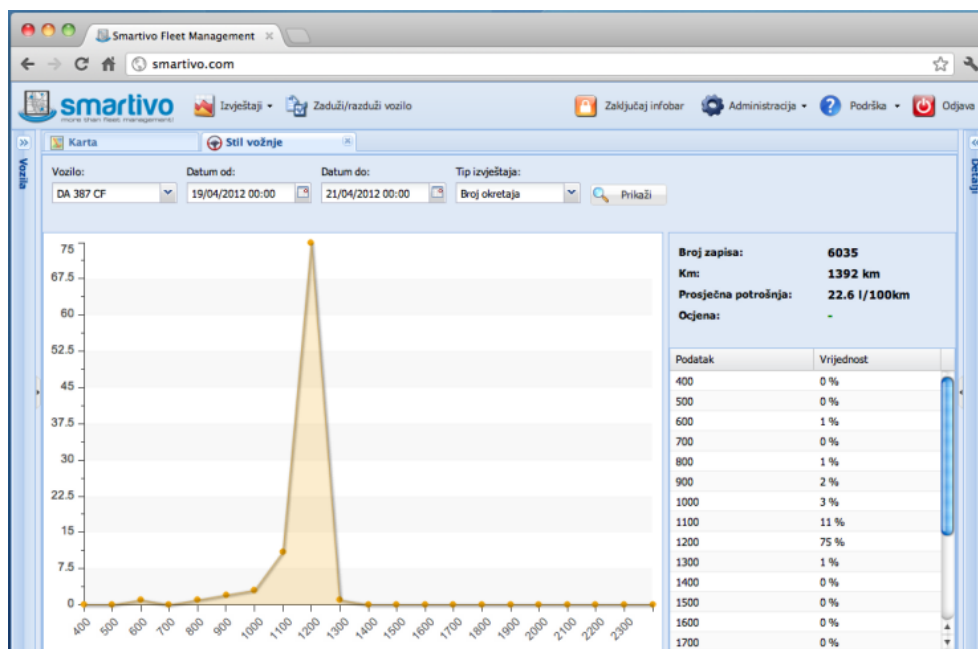 Smartivo Fleet Management
smartivo.com
smartivo
more than fleet management!
Izvještaji
Zaduži/razduži vozilo
Zaključaj infobar
Administracija
Podrška
Odjava
Vozila
Karta
Stil vožnje
Detalji
Vozilo:
Datum od:
Datum do:
Tip izvještaja:
DA 387 CF
19/04/2012 00:00
21/04/2012 00:00
Broj okretaja
Prikaži
75
67.5
60
52.5
45
37.5
30
22.5
15
7.5
0
400 500 600 700 800 900 1000 1100 1200 1300 1400 1500 1600 1700 1800 1900 2000 2100 2200 2300
Broj zapisa: 6035
Km: 1392 km
Prosječna potrošnja: 22.6 l/100km
Ocjena: -
Podatak Vrijednost
400 0 %
500 0 %
600 1 %
700 0 %
800 1 %
900 2 %
1000 3 %
1100 11 %
1200 75 %
1300 1 %
1400 0 %
1500 0 %
1600 0 %
1700 0 %